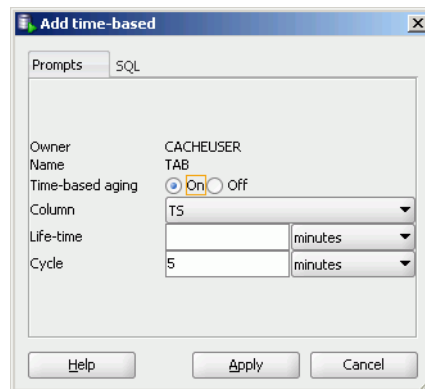 Add time-based
Prompts SQL
Owner CACHEUSER
Name TAB
Time-based aging On Off
Column TS
Life-time minutes
Cycle 5 minutes
Help Apply Cancel